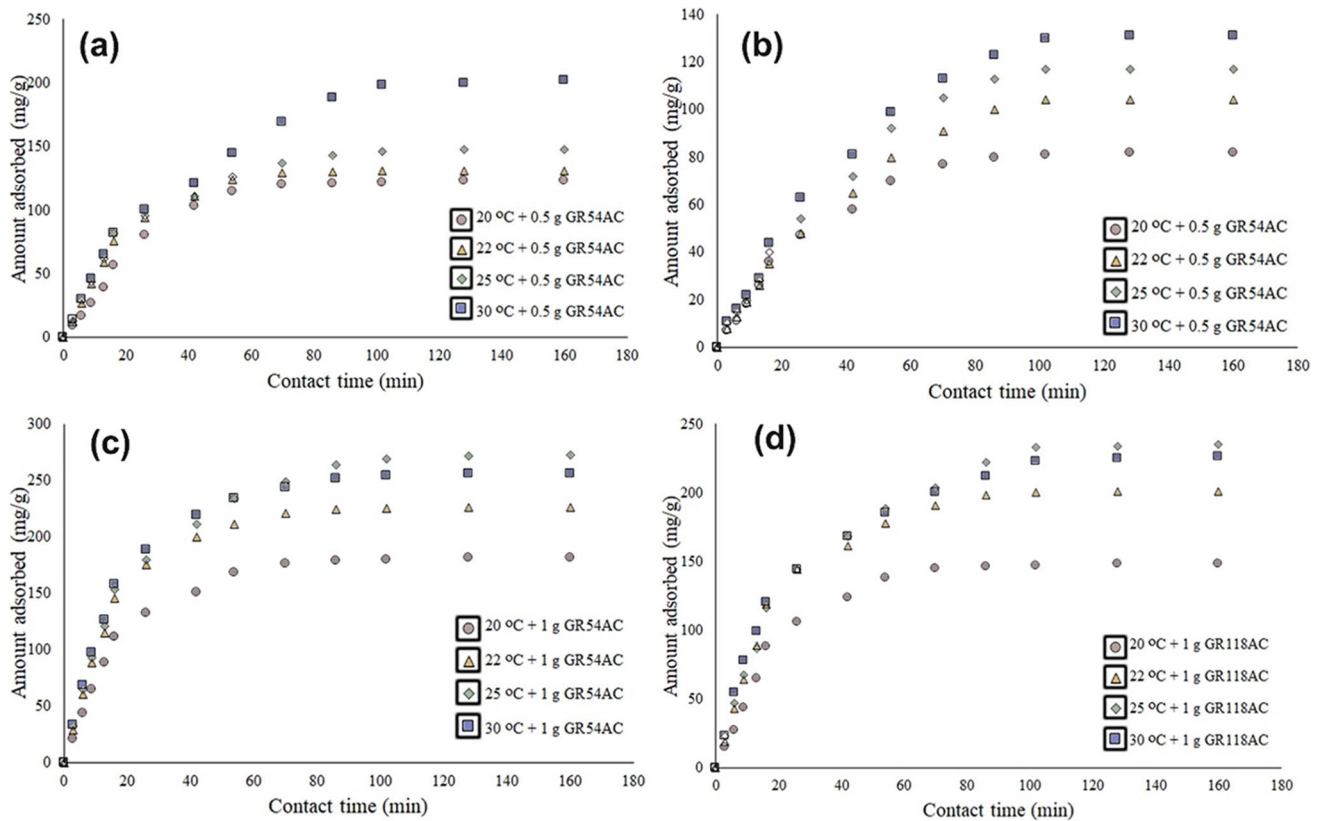 (a)
Amount adsorbed (mg/g)
250
200
150
100
50
0
0 20 40 60 80 100 120 140 160 180
Contact time (min)
20 ºC + 0.5 g GR54AC
22 ºC + 0.5 g GR54AC
25 ºC + 0.5 g GR54AC
30 ºC + 0.5 g GR54AC
(b)
Amount adsorbed (mg/g)
140
120
100
80
60
40
20
0
0 20 40 60 80 100 120 140 160 180
Contact time (min)
20 ºC + 0.5 g GR54AC
22 ºC + 0.5 g GR54AC
25 ºC + 0.5 g GR54AC
30 ºC + 0.5 g GR54AC
(c)
Amount adsorbed (mg/g)
300
250
200
150
100
50
0
0 20 40 60 80 100 120 140 160 180
Contact time (min)
20 ºC + 1 g GR54AC
22 ºC + 1 g GR54AC
25 ºC + 1 g GR54AC
30 ºC + 1 g GR54AC
(d)
Amount adsorbed (mg/g)
250
200
150
100
50
0
0 20 40 60 80 100 120 140 160 180
Contact time (min)
20 ºC + 1 g GR118AC
22 ºC + 1 g GR118AC
25 ºC + 1 g GR118AC
30 ºC + 1 g GR118AC